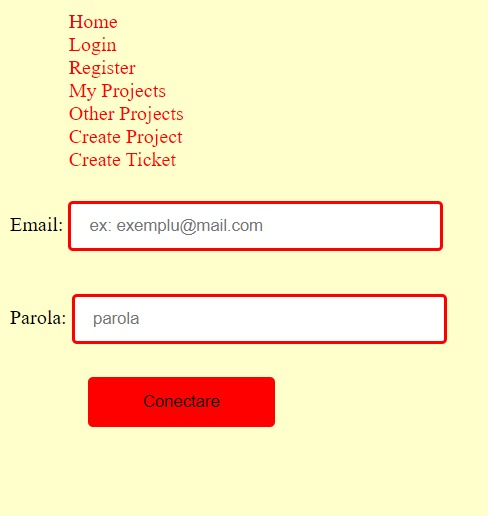 Home
Login
Register
My Projects
Other Projects
Create Project
Create Ticket
Email: ex: exemplu@mail.com
Parola: parola
Conectare